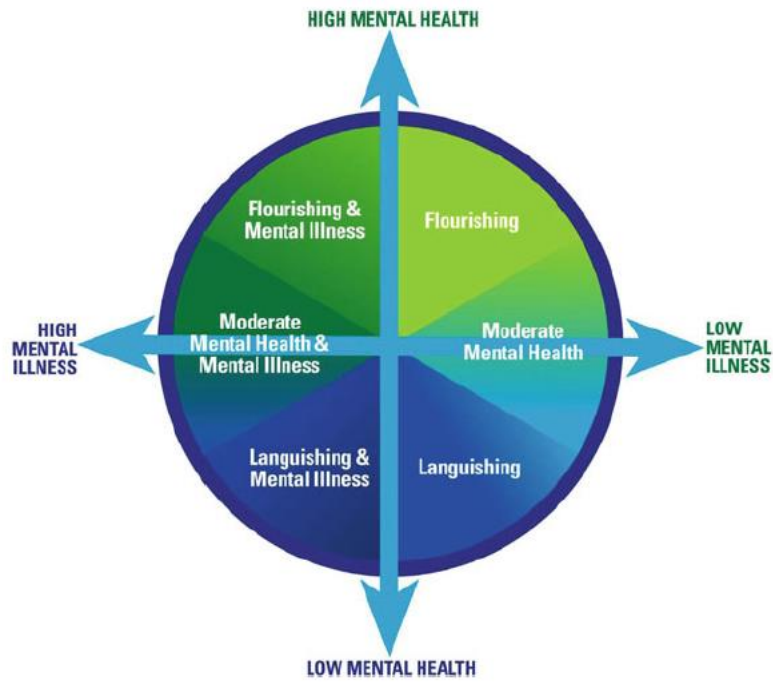 HIGH MENTAL HEALTH
Flourishing &
Mental Illness
Flourishing
HIGH
MENTAL
ILLNESS
Moderate
Mental Health &
Mental Illness
Moderate
Mental Health
LOW
MENTAL
ILLNESS
Languishing &
Mental Illness
Languishing
LOW MENTAL HEALTH